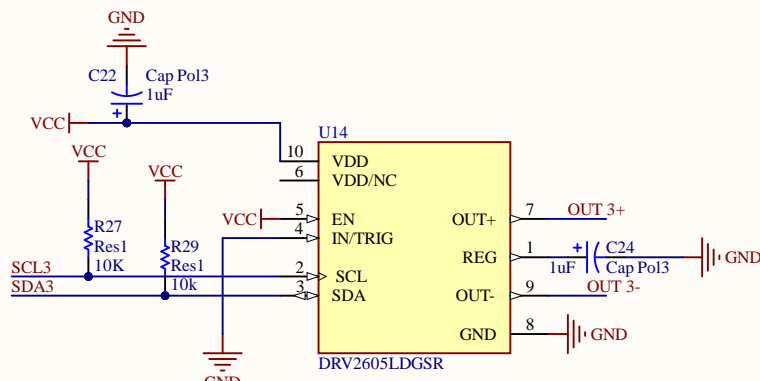 GND
C22 Cap Pol3
1uF
VCC
U14
VCC
VCC
10 VDD
6 VDD/NC
R27
Res1
10K
R29
Res1
10k
VCC
5 EN
4 IN/TRIG
OUT+ 7 OUT 3+
REG 1
1uF
C24
Cap Pol3
GND
SCL3
2 SCL
SDA3
3 SDA
OUT- 9 OUT 3-
GND 8 GND
GND
DRV2605LDGSR